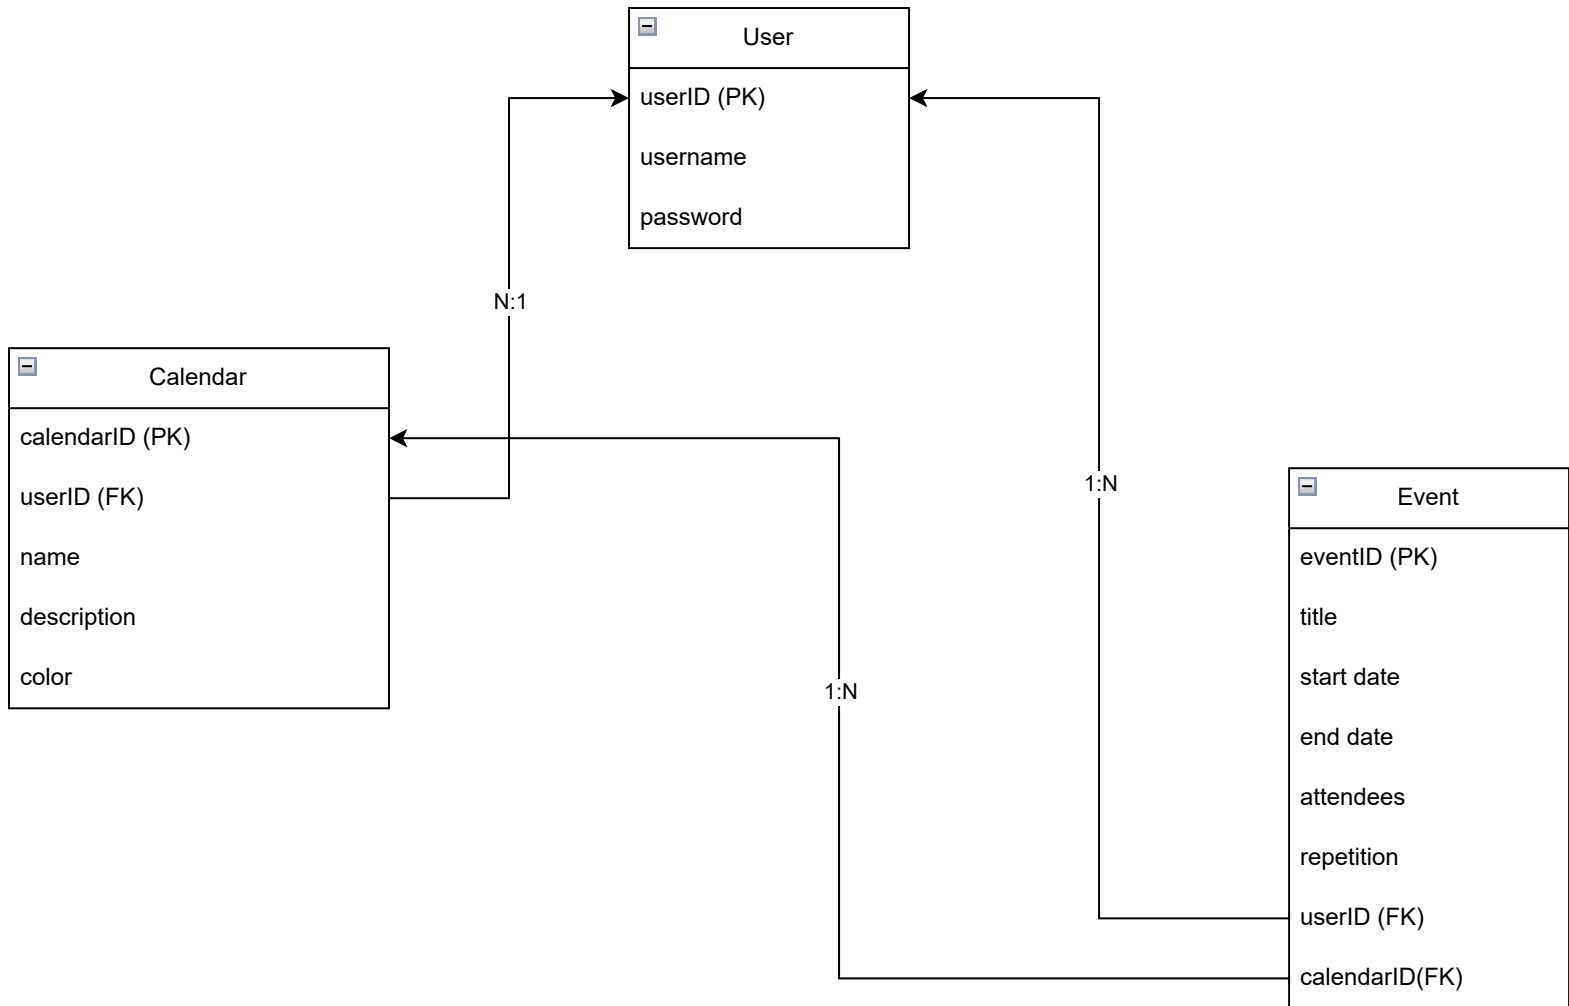 User
userID (PK)
username
password
N:1
Calendar
calendarID (PK)
userID (FK)
name
description
color
1:N
1:N
Event
eventID (PK)
title
start date
end date
attendees
repetition
userID (FK)
calendarID(FK)